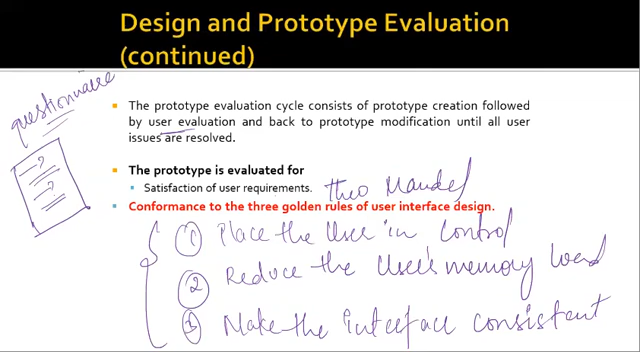 Design and Prototype Evaluation
(continued)
questionnaire
The prototype evaluation cycle consists of prototype creation followed
by user evaluation and back to prototype modification until all user
issues are resolved.
The prototype is evaluated for
Satisfaction of user requirements.
Theo Mandel
Conformance to the three golden rules of user interface design.
1 Place the User in Control
2 Reduce the User's memory load
3 Make the interface consistent
?
?